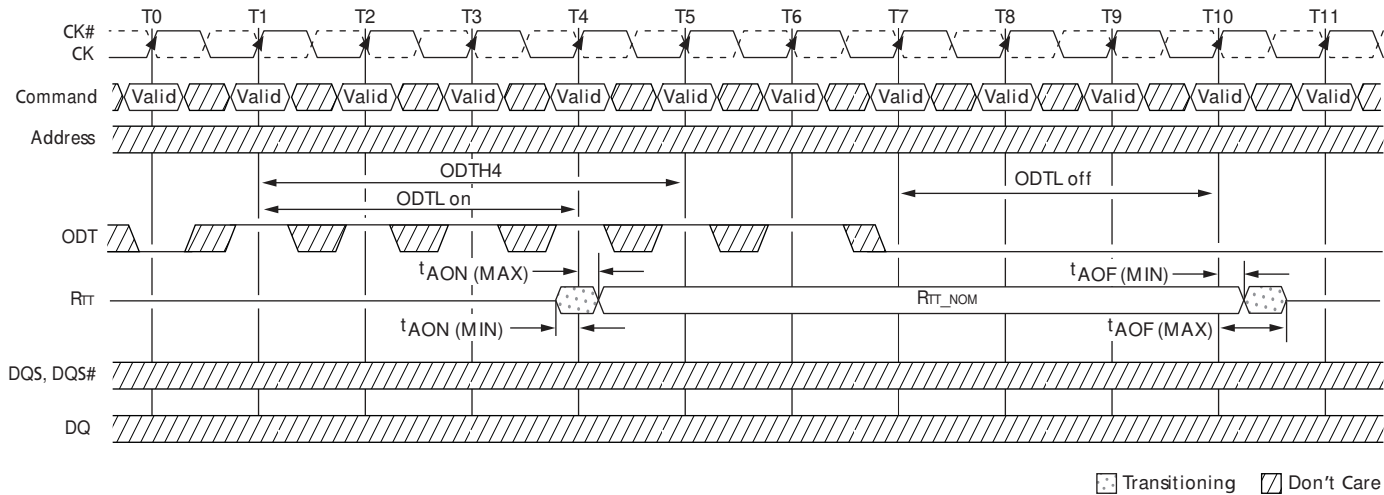 T0 T1 T2 T3 T4 T5 T6 T7 T8 T9 T10 T11
CK#
CK
Command Valid Valid Valid Valid Valid Valid Valid Valid Valid Valid Valid Valid
Address
ODTH4
ODTL on
ODTL off
ODT
tAON (MAX)
tAOF (MIN)
RTT
RTT_NOM
tAON (MIN)
tAOF (MAX)
DQS, DQS#
DQ
Transitioning Don't Care